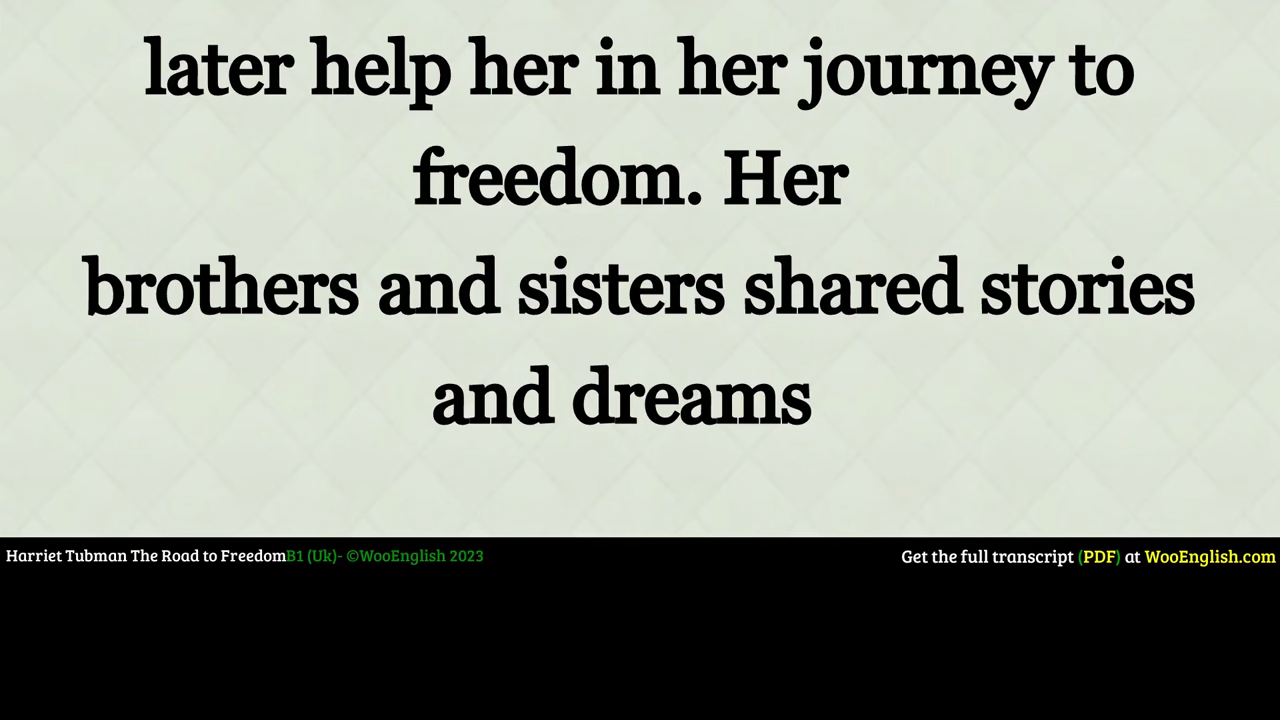 later help her in her journey to
freedom. Her
brothers and sisters shared stories
and dreams
Harriet Tubman The Road to FreedomB1 (Uk)- ©WooEnglish 2023
Get the full transcript (PDF) at WooEnglish.com